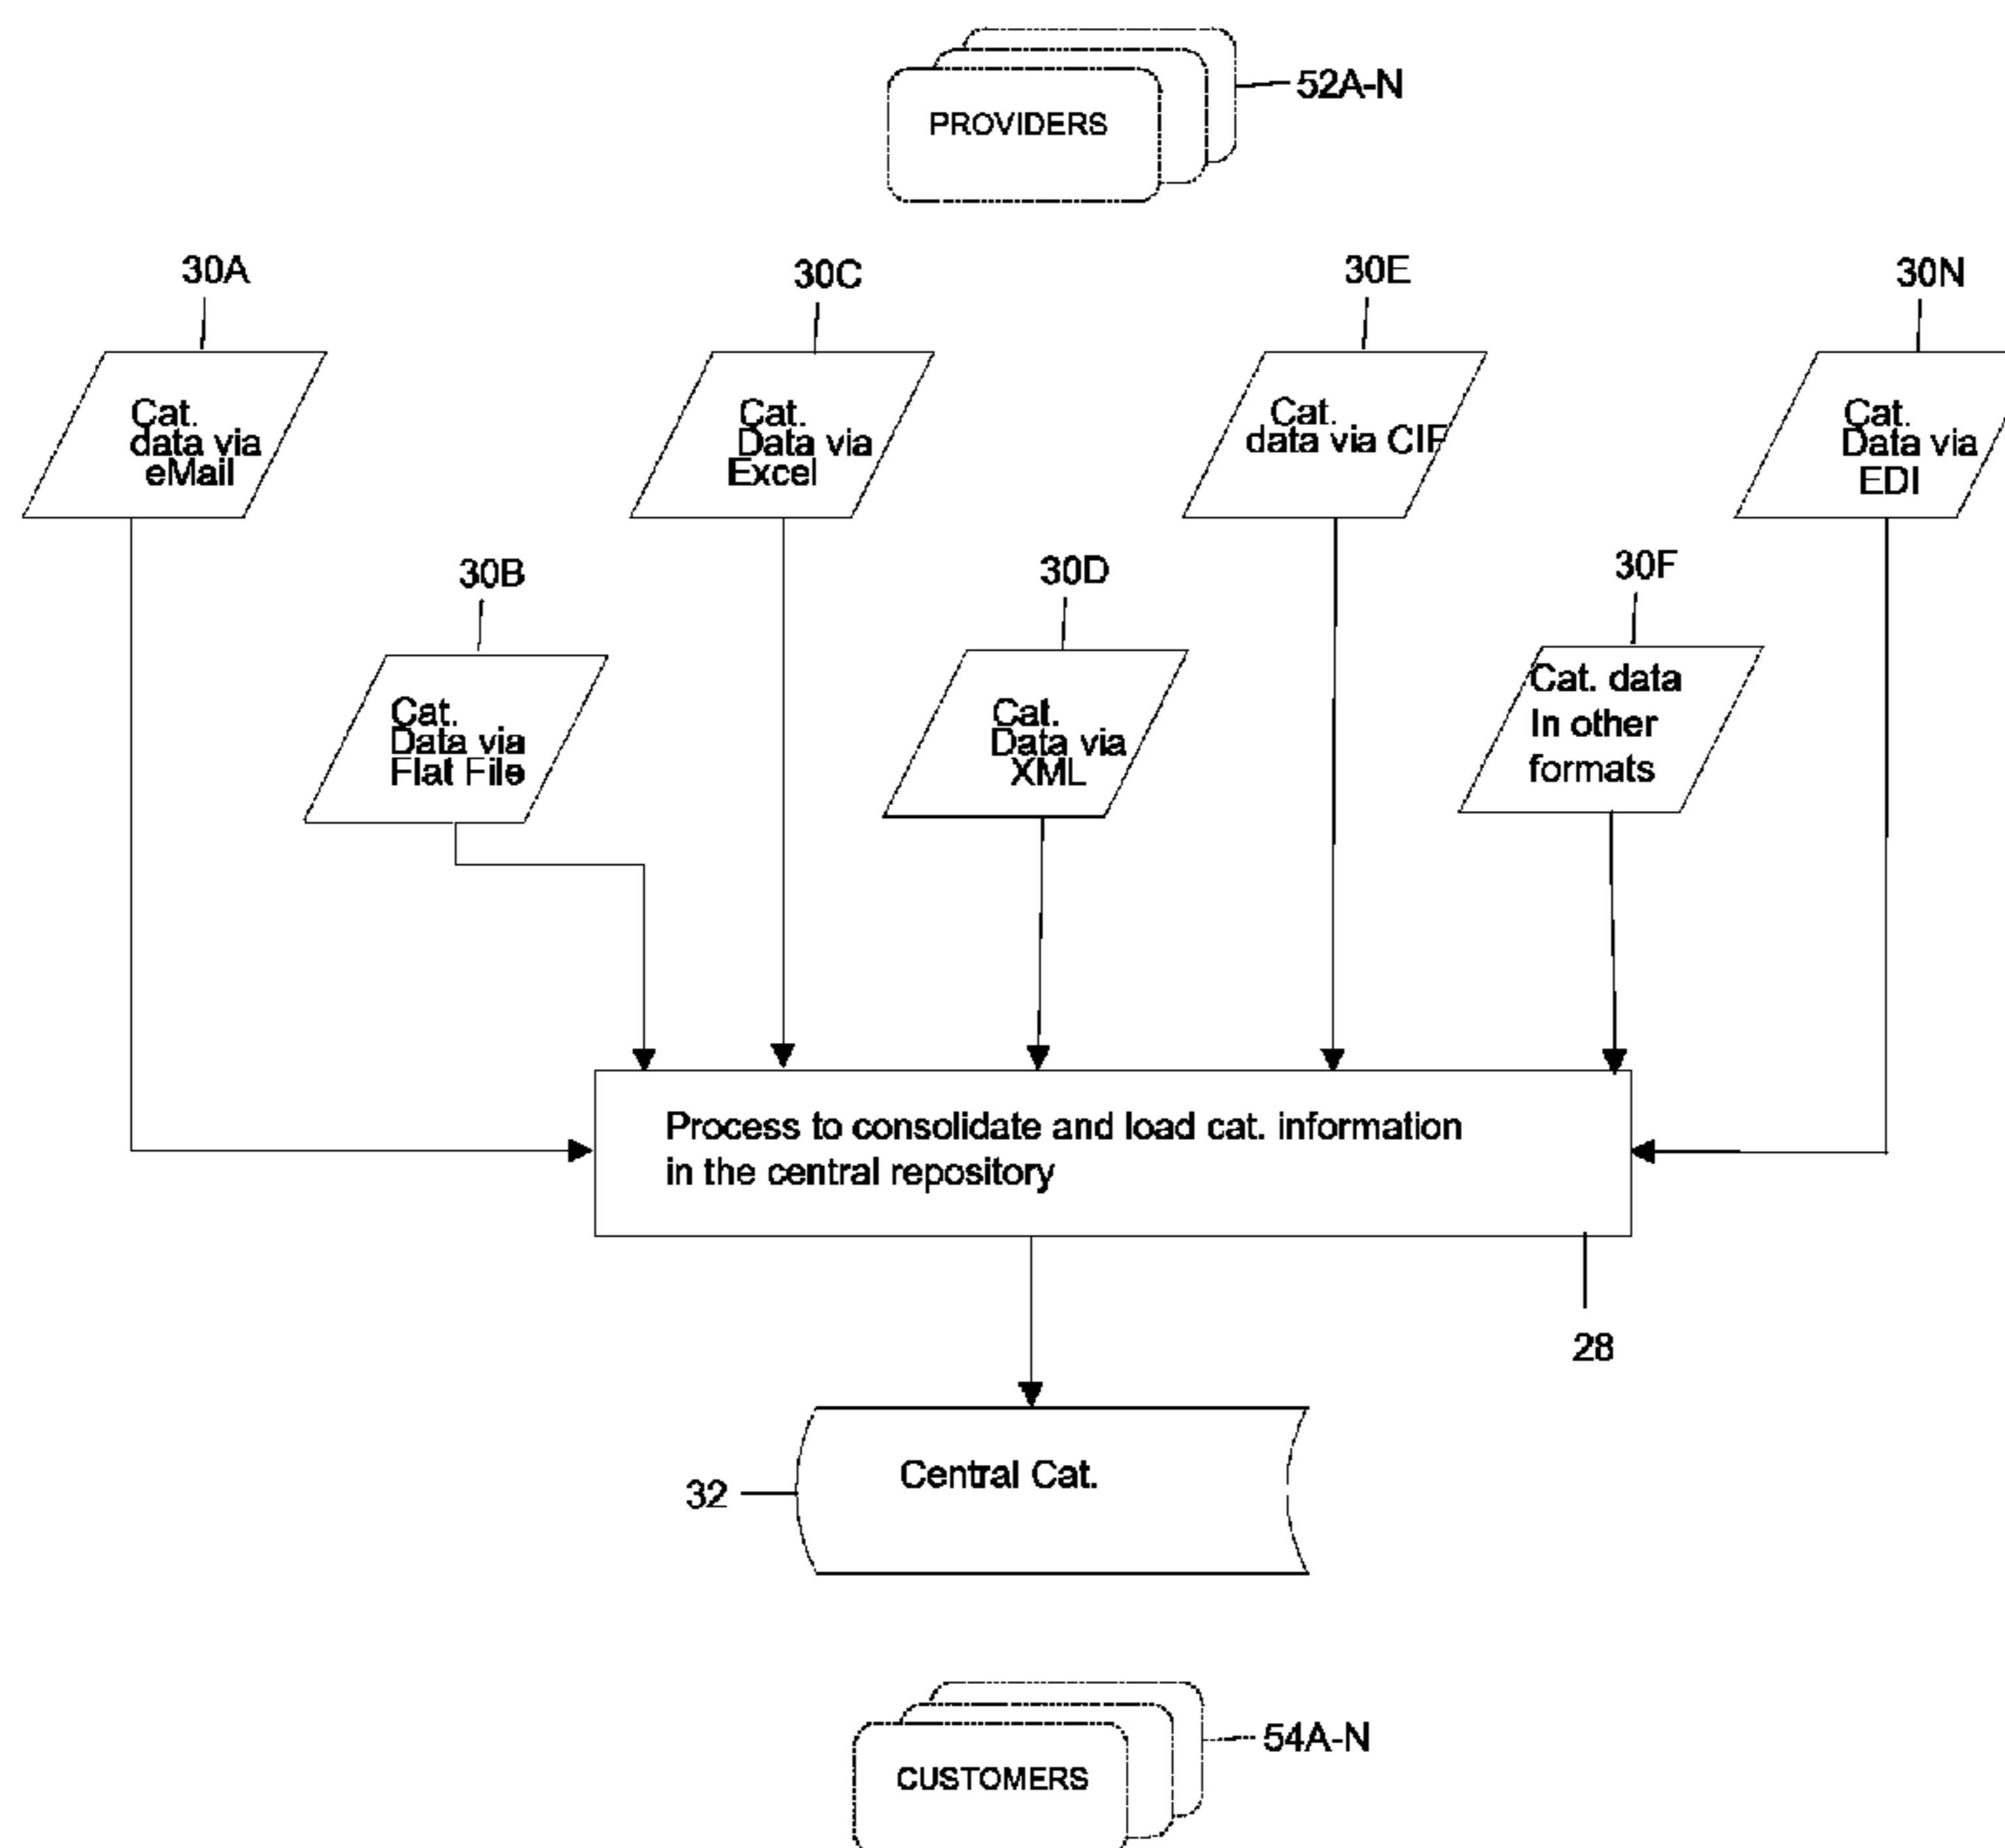 52A-N
PROVIDERS
30A
30C
30E
30N
Cat.
data via
eMail
Cat.
Data via
Excel
Cat.
data via CIF
Cat.
Data via
EDI
30B
30D
30F
Cat.
Data via
Flat File
Cat.
Data via
XML
Cat. data
In other
formats
Process to consolidate and load cat. information
in the central repository
28
Central Cat.
32
54A-N
CUSTOMERS